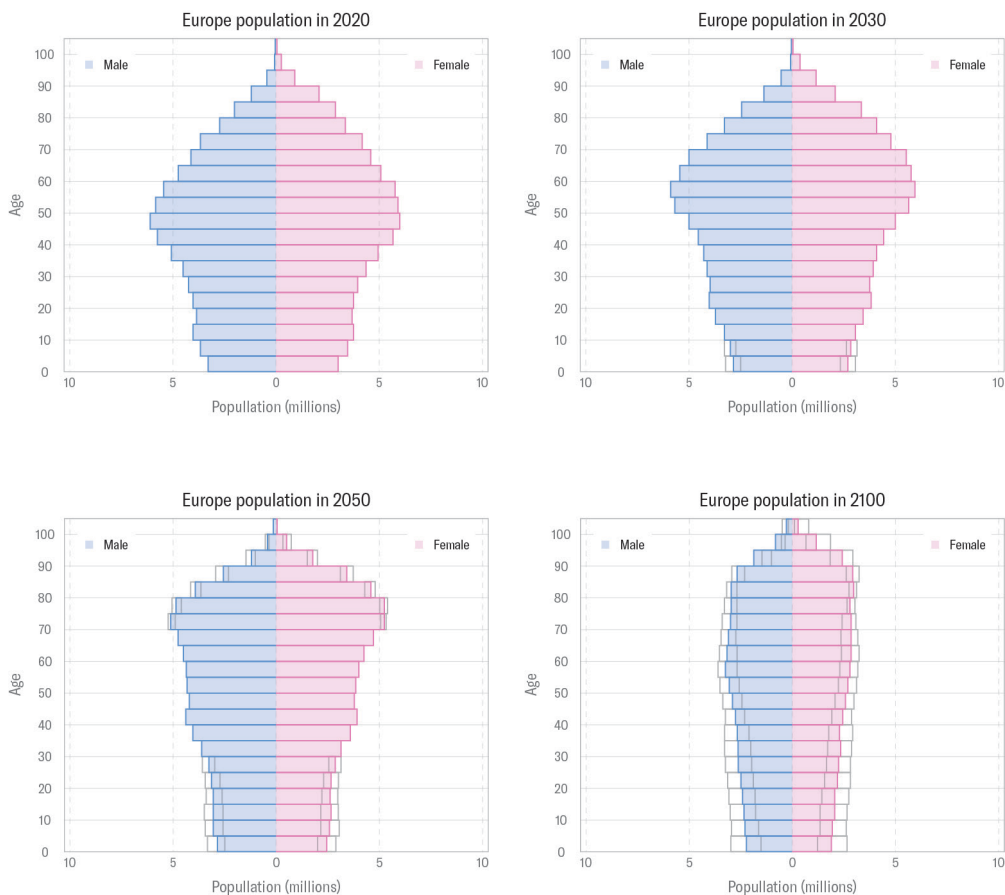 Europe population in 2020
Male
Female
100
90
80
70
60
50
40
30
20
10
0
Age
10 5 0 5 10
Popullation (millions)
Europe population in 2030
Male
Female
100
90
80
70
60
50
40
30
20
10
0
Age
10 5 0 5 10
Popullation (millions)
Europe population in 2050
Male
Female
100
90
80
70
60
50
40
30
20
10
0
Age
10 5 0 5 10
Popullation (millions)
Europe population in 2100
Male
Female
100
90
80
70
60
50
40
30
20
10
0
Age
10 5 0 5 10
Popullation (millions)